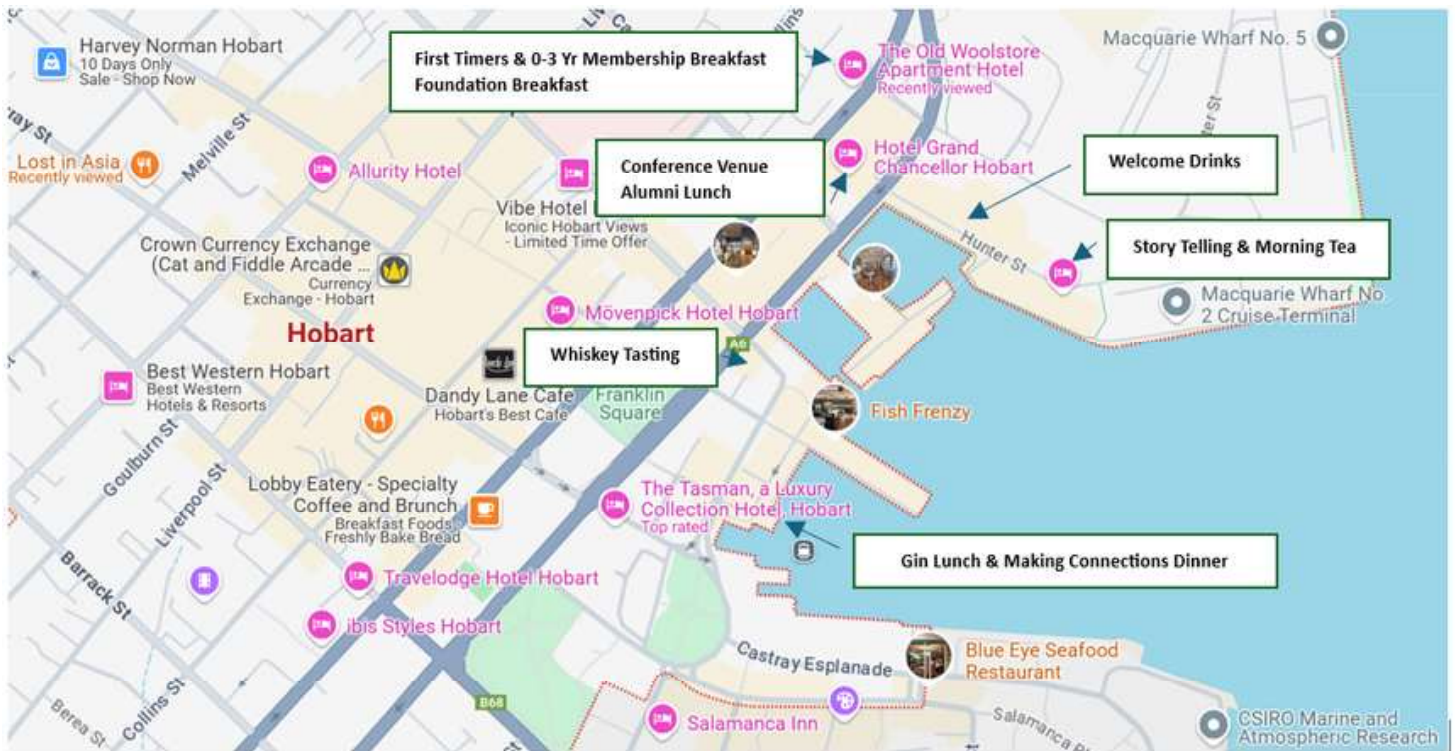 Harvey Norman Hobart
10 Days Only
Sale - Shop Now
First Timers & 0-3 Yr Membership Breakfast
Foundation Breakfast
The Old Woolstore
Apartment Hotel
Recently viewed
Macquarie Wharf No. 5
Melville St
Lost in Asia
Recently viewed
Allurity Hotel
Conference Venue
Alumni Lunch
Hotel Grand
Chancellor Hobart
Welcome Drinks
Vibe Hotel
Iconic Hobart Views
- Limited Time Offer
Hunter St
Story Telling & Morning Tea
Crown Currency Exchange
(Cat and Fiddle Arcade ...
Currency
Exchange - Hobart
Macquarie Wharf No
2 Cruise Terminal
Hobart
Mövenpick Hotel Hobart
A6
Whiskey Tasting
Best Western Hobart
Best Western
Hotels & Resorts
Dandy Lane Cafe
Hobart's Best Cafe
Franklin
Square
Fish Frenzy
Goulburn St
Liverpool St
Lobby Eatery - Specialty
Coffee and Brunch
Breakfast Foods
Freshly Bake Bread
The Tasman, a Luxury
Collection Hotel, Hobart
Top rated
Gin Lunch & Making Connections Dinner
Barrack St
Travelodge Hotel Hobart
ibis Styles Hobart
Castray Esplanade
Blue Eye Seafood
Restaurant
B68
Berea St
Collins St
Salamanca Inn
Salamanca
CSIRO Marine and
Atmospheric Research